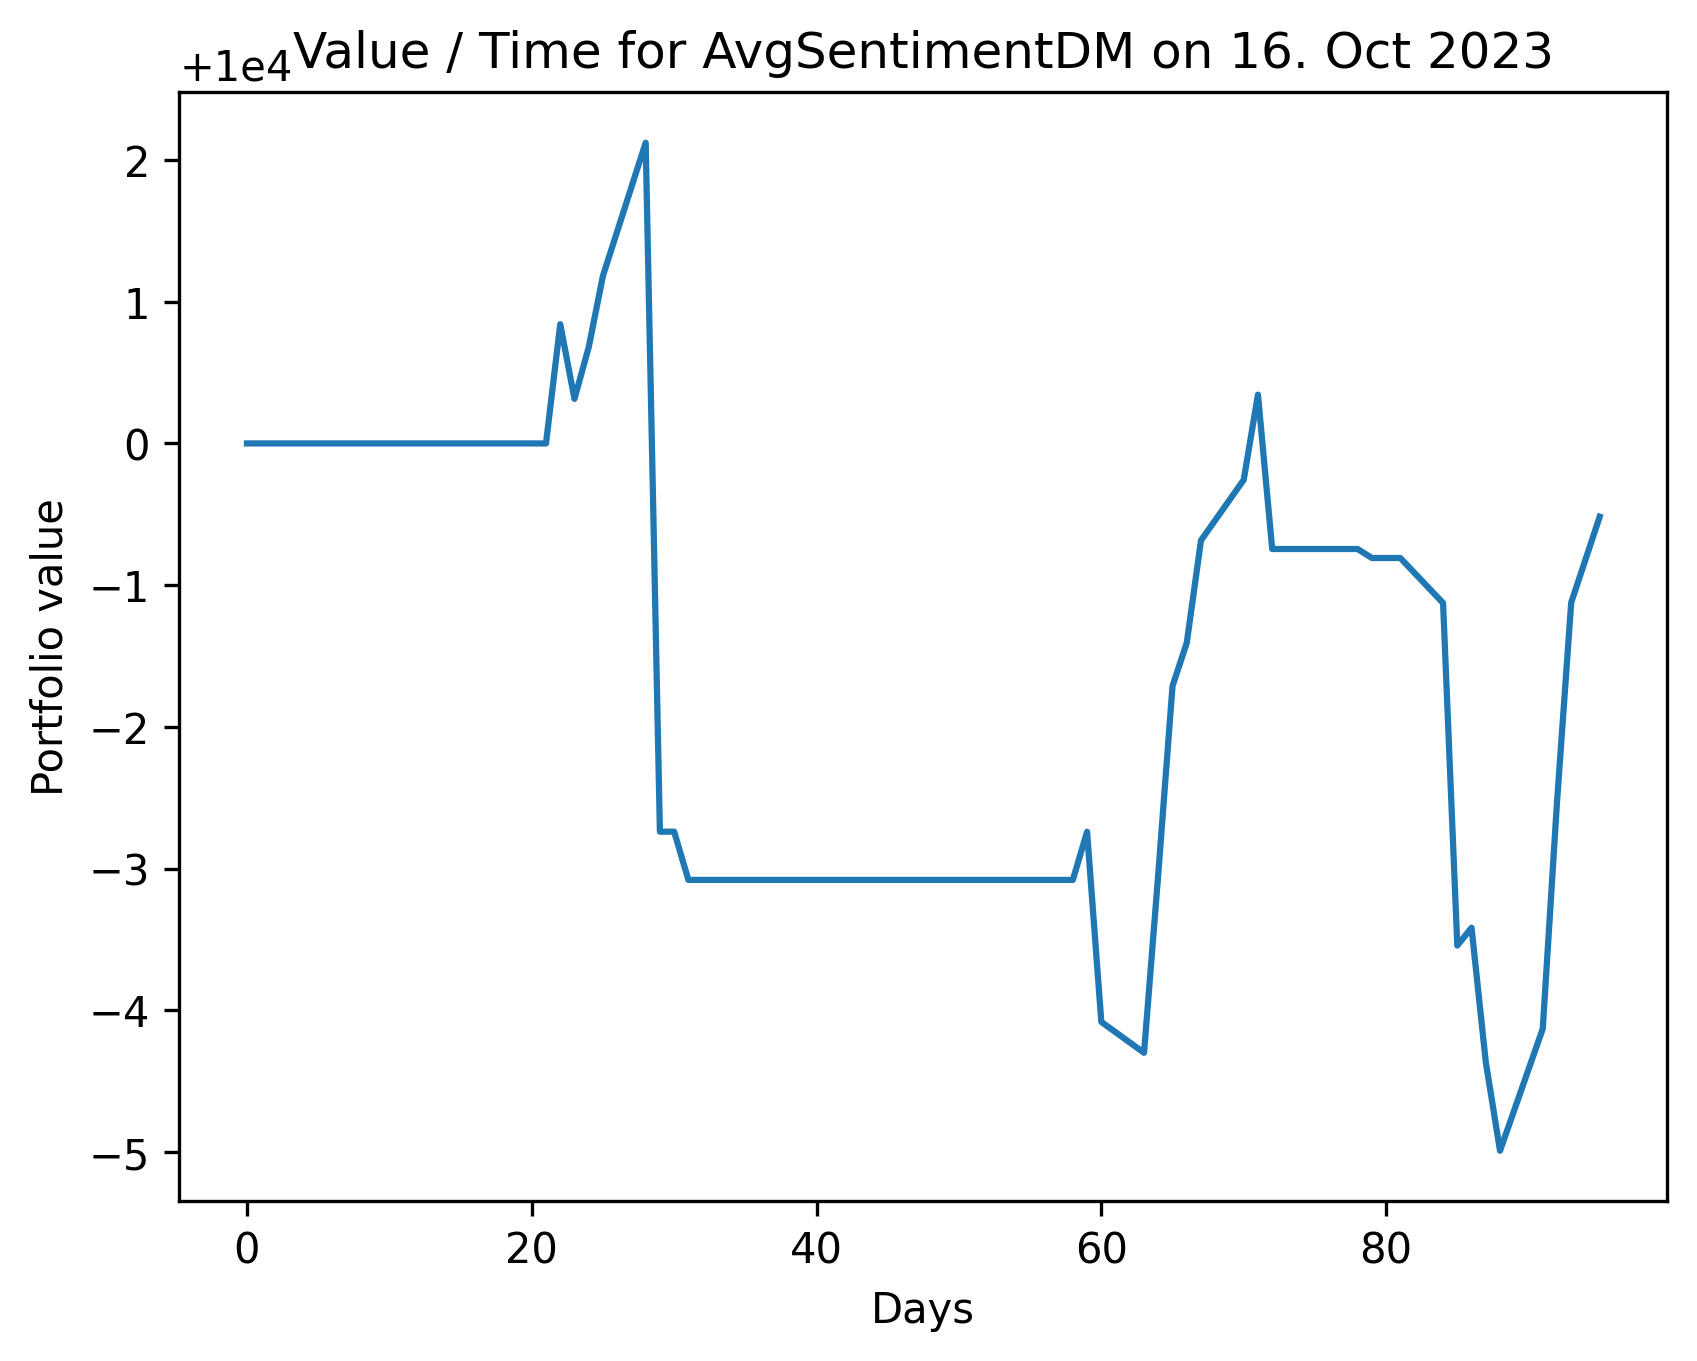 Value / Time for AvgSentimentDM on 16. Oct 2023
+1e4
2
1
0
−1
−2
−3
−4
−5
Portfolio value
0 20 40 60 80
Days